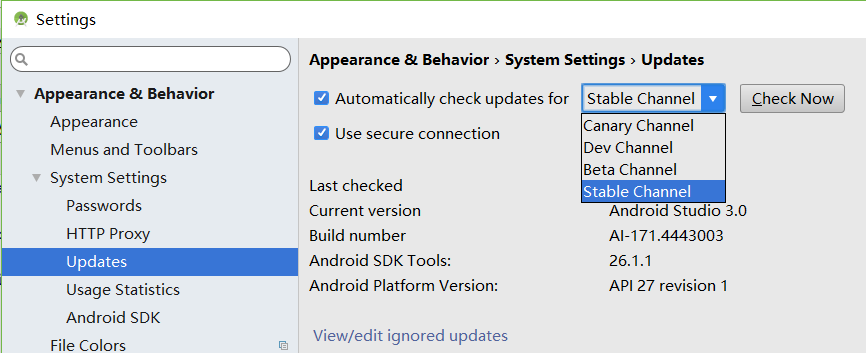 Settings
Appearance & Behavior
Appearance
Menus and Toolbars
System Settings
Passwords
HTTP Proxy
Updates
Usage Statistics
Android SDK
File Colors
Appearance & Behavior › System Settings › Updates
Automatically check updates for Stable Channel Check Now
Canary Channel
Dev Channel
Beta Channel
Stable Channel
Use secure connection
Last checked
Current version Android Studio 3.0
Build number AI-171.4443003
Android SDK Tools: 26.1.1
Android Platform Version: API 27 revision 1
View/edit ignored updates